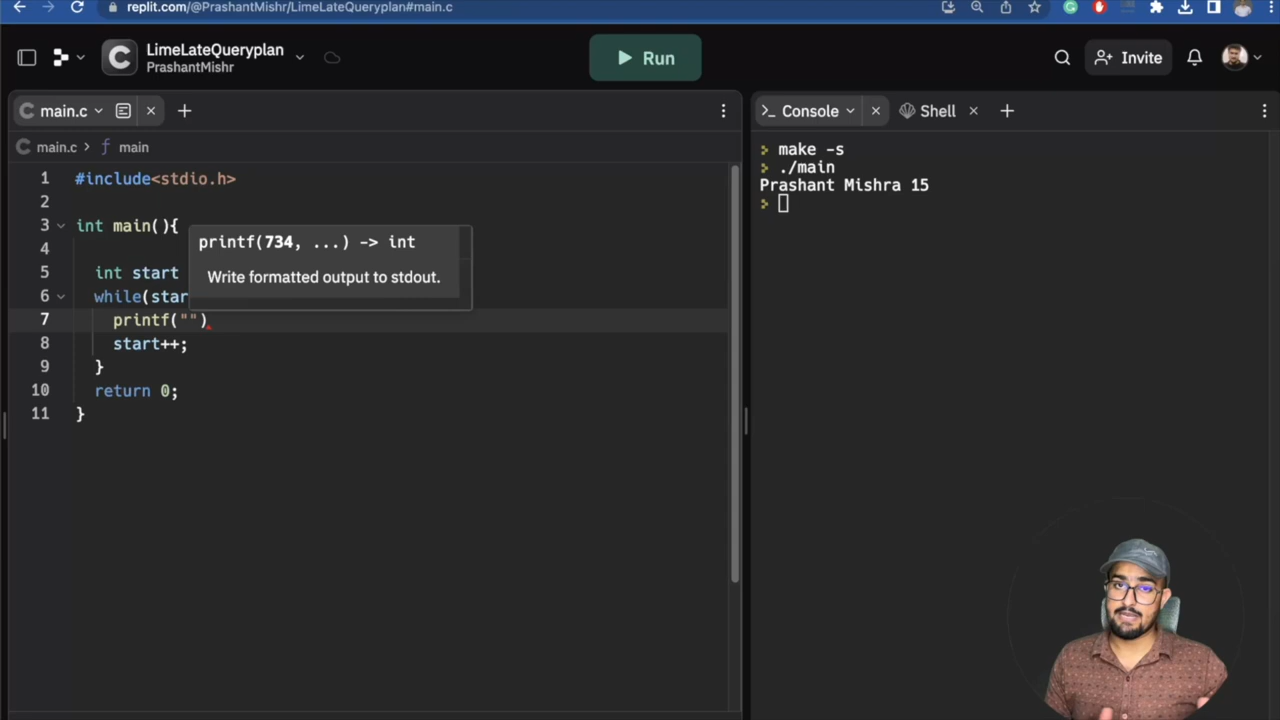 replit.com/@PrashantMishr/LimeLateQueryplan#main.c
LimeLateQueryplan
PrashantMishr
Run
Invite
main.c
main.c > f main
1 #include<stdio.h>
2
3 int main(){
4
5 int start
6 while(star
7 printf("")
8 start++;
9 }
10 return 0;
11 }
printf(734, ...) -> int
Write formatted output to stdout.
>_ Console
Shell
> make -s
> ./main
Prashant Mishra 15
>